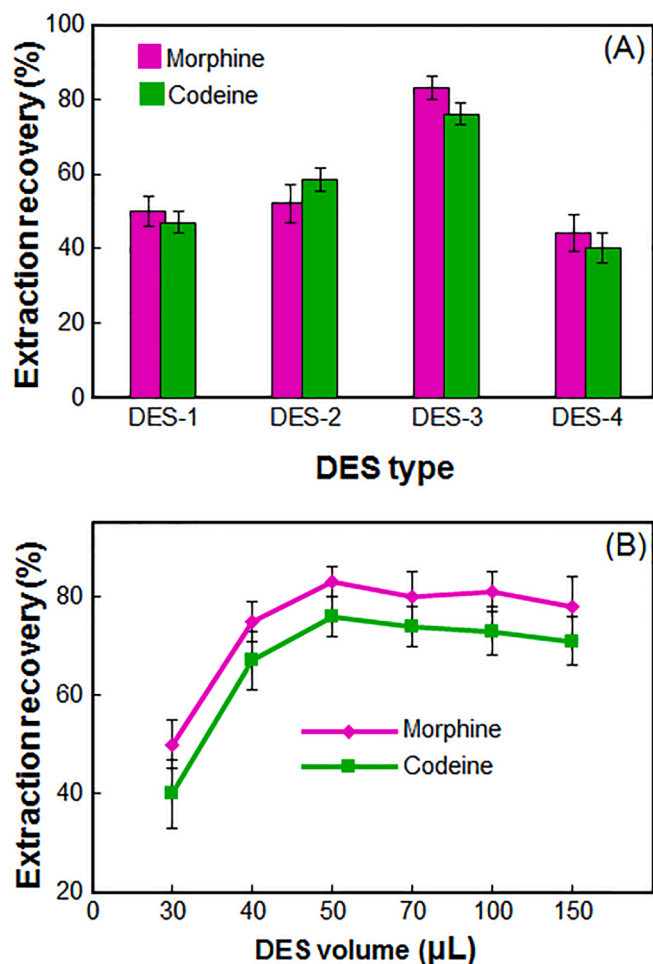 (A)
Morphine
Codeine
Extraction recovery (%)
100
80
60
40
20
0
DES-1 DES-2 DES-3 DES-4
DES type
(B)
Extraction recovery (%)
80
60
40
20
Morphine
Codeine
0 30 40 50 70 100 150
DES volume (µL)